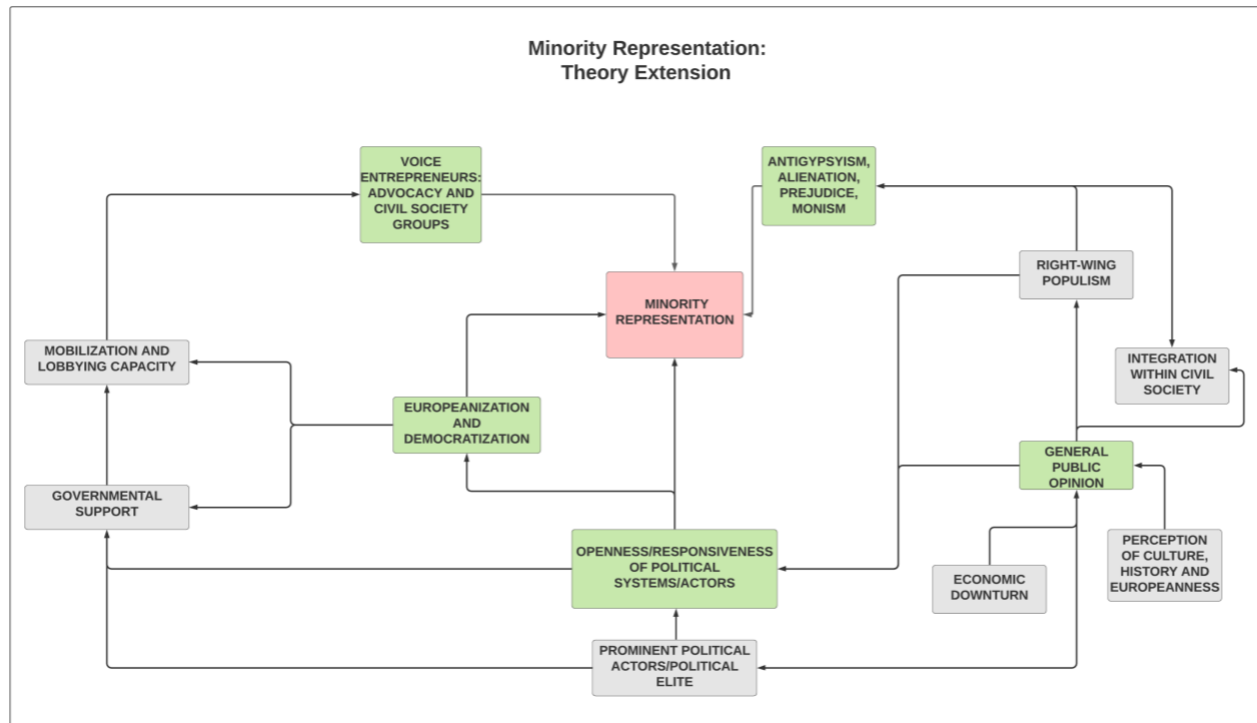 Minority Representation:
Theory Extension
VOICE
ENTREPRENEURS:
ADVOCACY AND
CIVIL SOCIETY
GROUPS
ANTIGYPSYISM,
ALIENATION,
PREJUDICE,
MONISM
RIGHT-WING
POPULISM
MINORITY
REPRESENTATION
MOBILIZATION AND
LOBBYING CAPACITY
INTEGRATION
WITHIN CIVIL
SOCIETY
EUROPEANIZATION
AND
DEMOCRATIZATION
GENERAL
PUBLIC
OPINION
GOVERNMENTAL
SUPPORT
OPENNESS/RESPONSIVENESS
OF POLITICAL
SYSTEMS/ACTORS
ECONOMIC
DOWNTURN
PERCEPTION
OF CULTURE,
HISTORY AND
EUROPEANNESS
PROMINENT POLITICAL
ACTORS/POLITICAL
ELITE